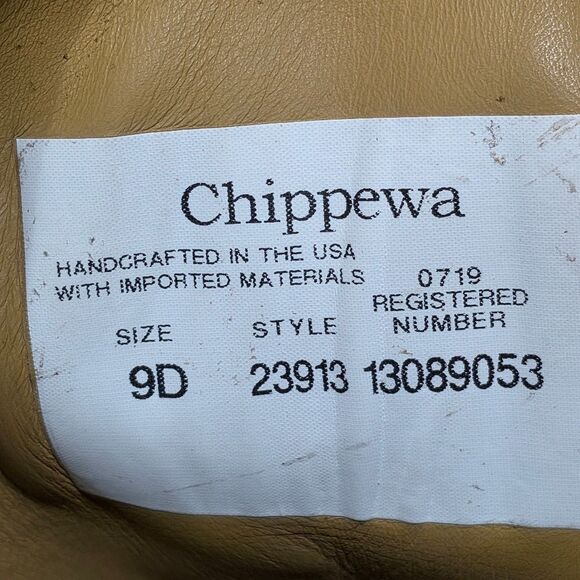 Chippewa
HANDCRAFTED IN THE USA
WITH IMPORTED MATERIALS
0719
REGISTERED
NUMBER
SIZE
STYLE
9D
23913
13089053